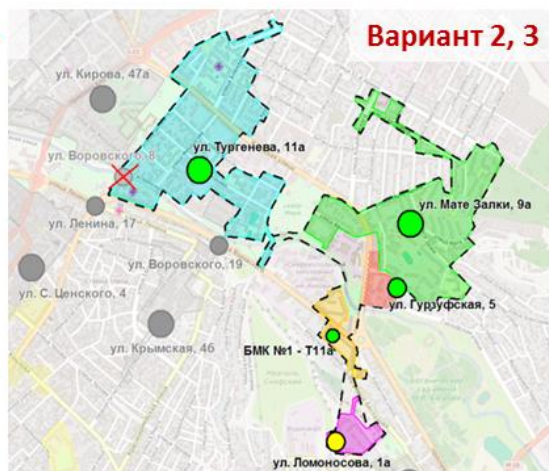 Вариант 2, 3
ул. Кирова, 47а
ул. Тургенева, 11а
ул. Воровского, 8
ул. Мате Залки, 9а
ул. Ленина, 17
ул. Воровского, 19
ул. С. Ценского, 4
ул. Гурзуфская, 5
ул. Крымская, 4б
БМК №1 - Т11а
ул. Ломоносова, 1а